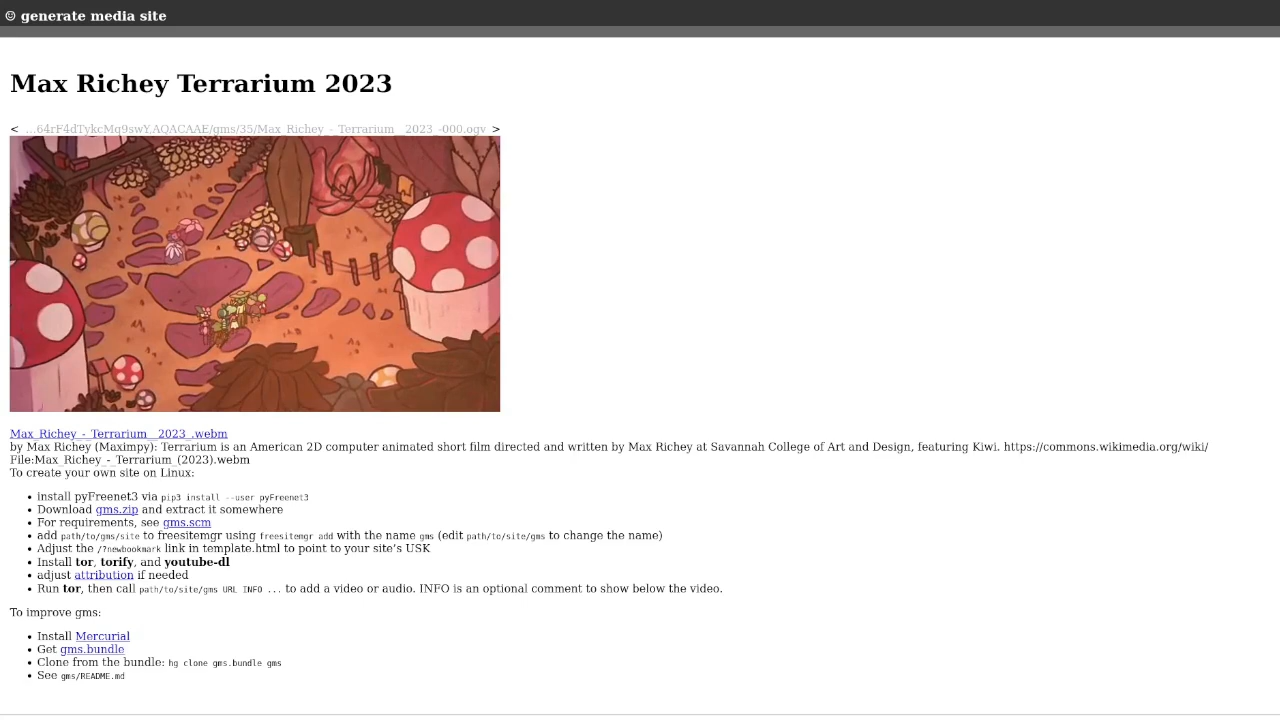 generate media site
Max Richey Terrarium 2023
< ...64rF4dTykcMq9swY,AQACAAE/gms/35/Max_Richey_-_Terrarium__2023_-000.ogv >
Max_Richey_-_Terrarium__2023_.webm
by Max Richey (Maximpy): Terrarium is an American 2D computer animated short film directed and written by Max Richey at Savannah College of Art and Design, featuring Kiwi. https://commons.wikimedia.org/wiki/
File:Max_Richey_-_Terrarium_(2023).webm
To create your own site on Linux:
• install pyFreenet3 via pip3 install --user pyFreenet3
• Download gms.zip and extract it somewhere
• For requirements, see gms.scm
• add path/to/gms/site to freesitemgr using freesitemgr add with the name gms (edit path/to/site/gms to change the name)
• Adjust the /?newbookmark link in template.html to point to your site’s USK
• Install tor, torify, and youtube-dl
• adjust attribution if needed
• Run tor, then call path/to/site/gms URL INFO ... to add a video or audio. INFO is an optional comment to show below the video.
To improve gms:
• Install Mercurial
• Get gms.bundle
• Clone from the bundle: hg clone gms.bundle gms
• See gms/README.md